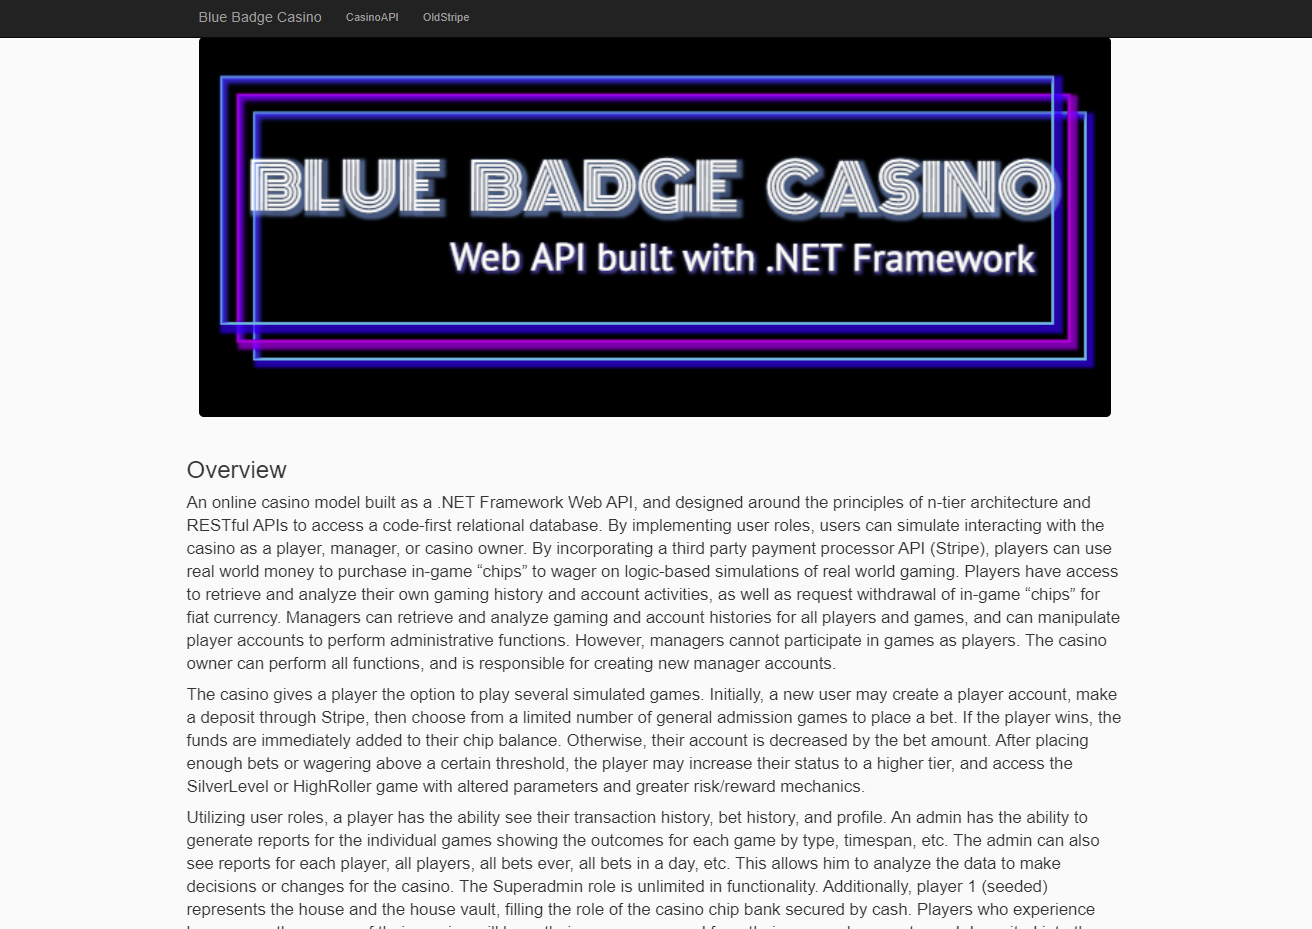 Blue Badge Casino CasinoAPI OldStripe
BLUE BADGE CASINO
Web API built with .NET Framework
Overview
An online casino model built as a .NET Framework Web API, and designed around the principles of n-tier architecture and
RESTful APIs to access a code-first relational database. By implementing user roles, users can simulate interacting with the
casino as a player, manager, or casino owner. By incorporating a third party payment processor API (Stripe), players can use
real world money to purchase in-game “chips” to wager on logic-based simulations of real world gaming. Players have access
to retrieve and analyze their own gaming history and account activities, as well as request withdrawal of in-game “chips” for
fiat currency. Managers can retrieve and analyze gaming and account histories for all players and games, and can manipulate
player accounts to perform administrative functions. However, managers cannot participate in games as players. The casino
owner can perform all functions, and is responsible for creating new manager accounts.
The casino gives a player the option to play several simulated games. Initially, a new user may create a player account, make
a deposit through Stripe, then choose from a limited number of general admission games to place a bet. If the player wins, the
funds are immediately added to their chip balance. Otherwise, their account is decreased by the bet amount. After placing
enough bets or wagering above a certain threshold, the player may increase their status to a higher tier, and access the
SilverLevel or HighRoller game with altered parameters and greater risk/reward mechanics.
Utilizing user roles, a player has the ability see their transaction history, bet history, and profile. An admin has the ability to
generate reports for the individual games showing the outcomes for each game by type, timespan, etc. The admin can also
see reports for each player, all players, all bets ever, all bets in a day, etc. This allows him to analyze the data to make
decisions or changes for the casino. The Superadmin role is unlimited in functionality. Additionally, player 1 (seeded)
represents the house and the house vault, filling the role of the casino chip bank secured by cash. Players who experience